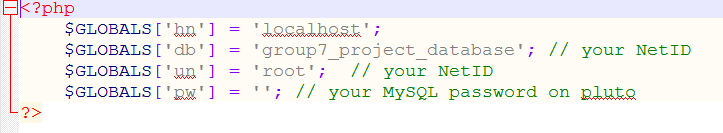 <?php
$GLOBALS['hn'] = 'localhost';
$GLOBALS['db'] = 'group7_project_database'; // your NetID
$GLOBALS['un'] = 'root';  // your NetID
$GLOBALS['pw'] = ''; // your MySQL password on pluto
?>